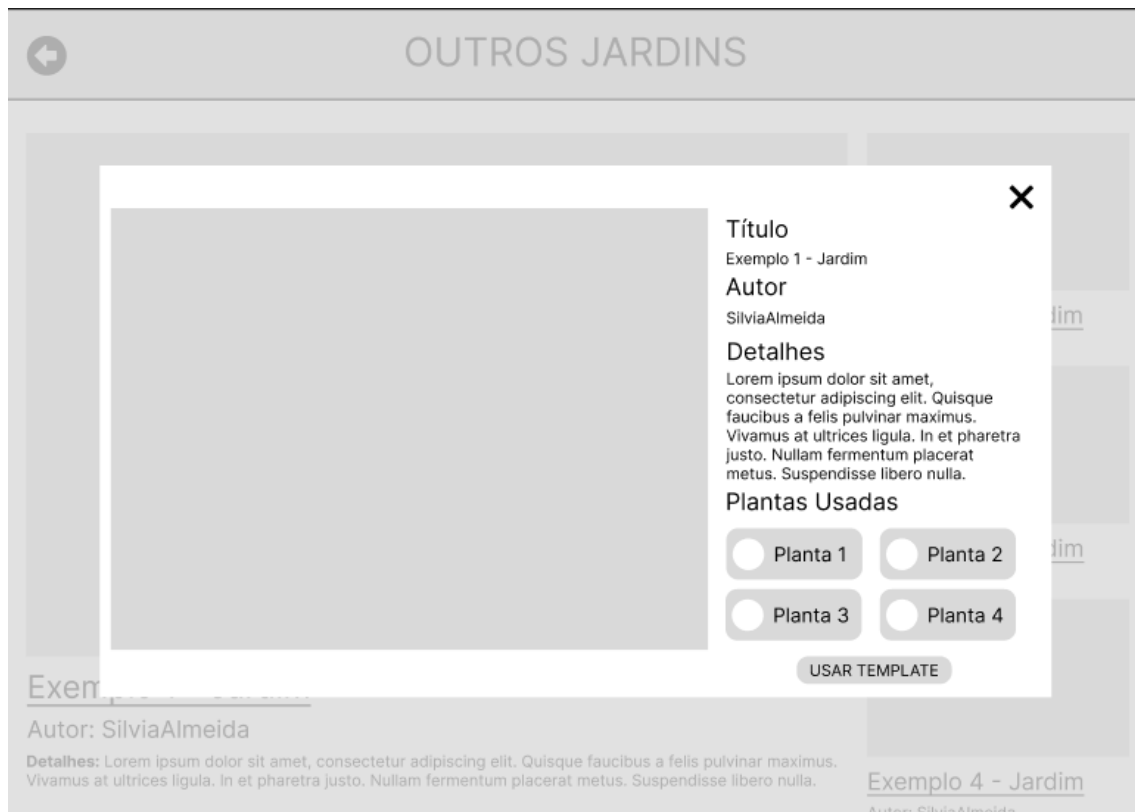 OUTROS JARDINS
Título
Exemplo 1 - Jardim
Autor
SilviaAlmeida
Detalhes
Lorem ipsum dolor sit amet,
consectetur adipiscing elit. Quisque
faucibus a felis pulvinar maximus.
Vivamus at ultrices ligula. In et pharetra
justo. Nullam fermentum placerat
metus. Suspendisse libero nulla.
Plantas Usadas
Planta 1
Planta 2
Planta 3
Planta 4
USAR TEMPLATE
Autor: SilviaAlmeida
Detalhes: Lorem ipsum dolor sit amet, consectetur adipiscing elit. Quisque faucibus a felis pulvinar maximus.
Vivamus at ultrices ligula. In et pharetra justo. Nullam fermentum placerat metus. Suspendisse libero nulla.
Exemplo 4 - Jardim
Autor: SilviaAlmeida